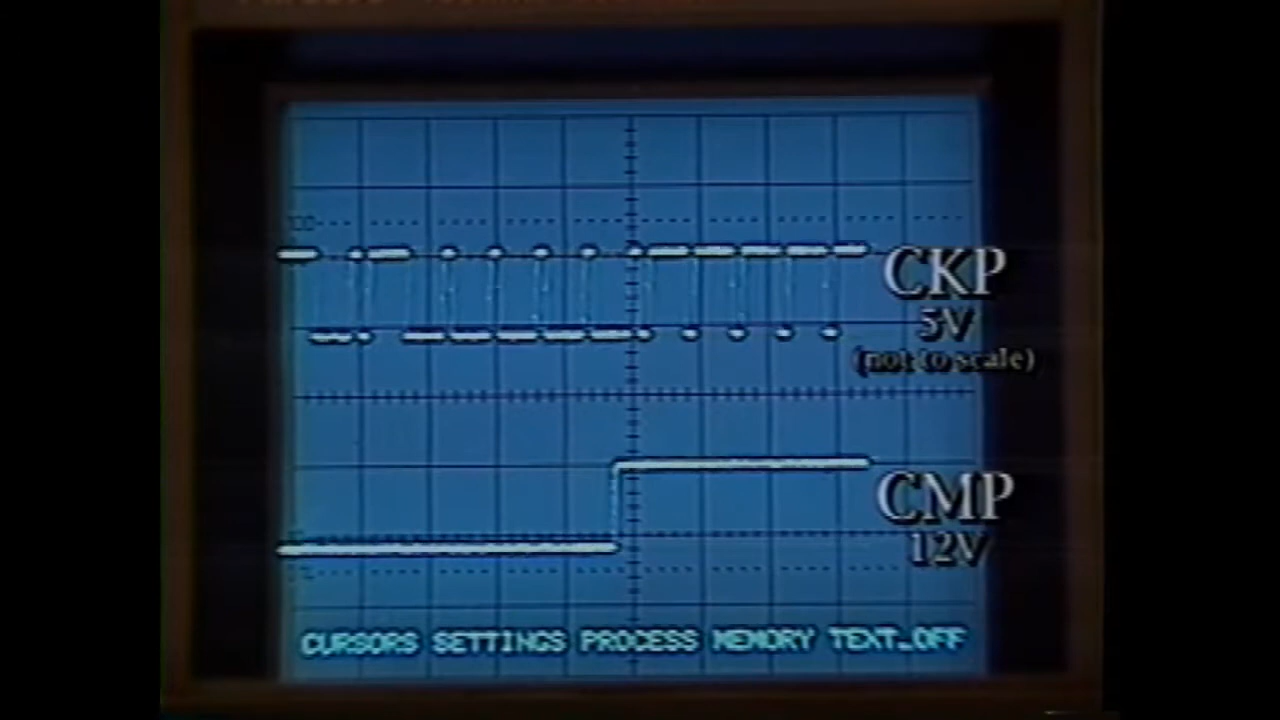 CKP
5V
(not to scale)
CMP
12V
CURSORS SETTINGS PROCESS MEMORY TEXT_OFF